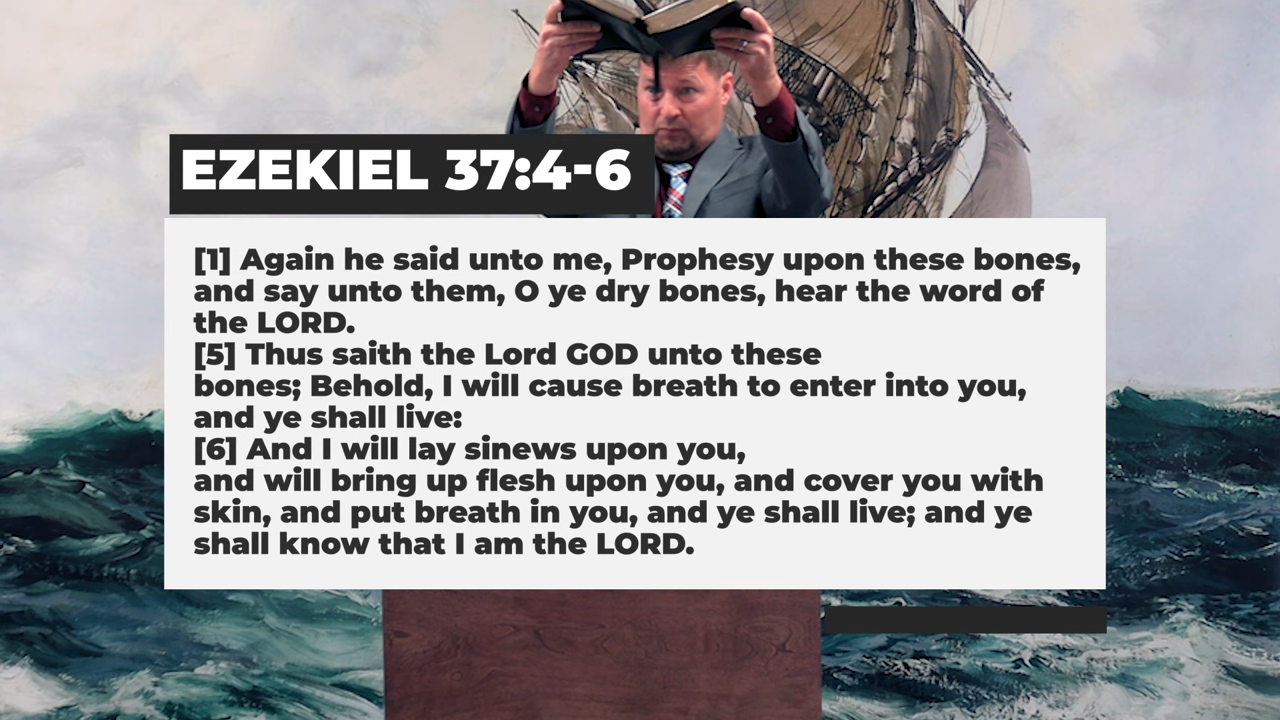 EZEKIEL 37:4-6
[1] Again he said unto me, Prophesy upon these bones,
and say unto them, O ye dry bones, hear the word of
the LORD.
[5] Thus saith the Lord GOD unto these
bones; Behold, I will cause breath to enter into you,
and ye shall live:
[6] And I will lay sinews upon you,
and will bring up flesh upon you, and cover you with
skin, and put breath in you, and ye shall live; and ye
shall know that I am the LORD.